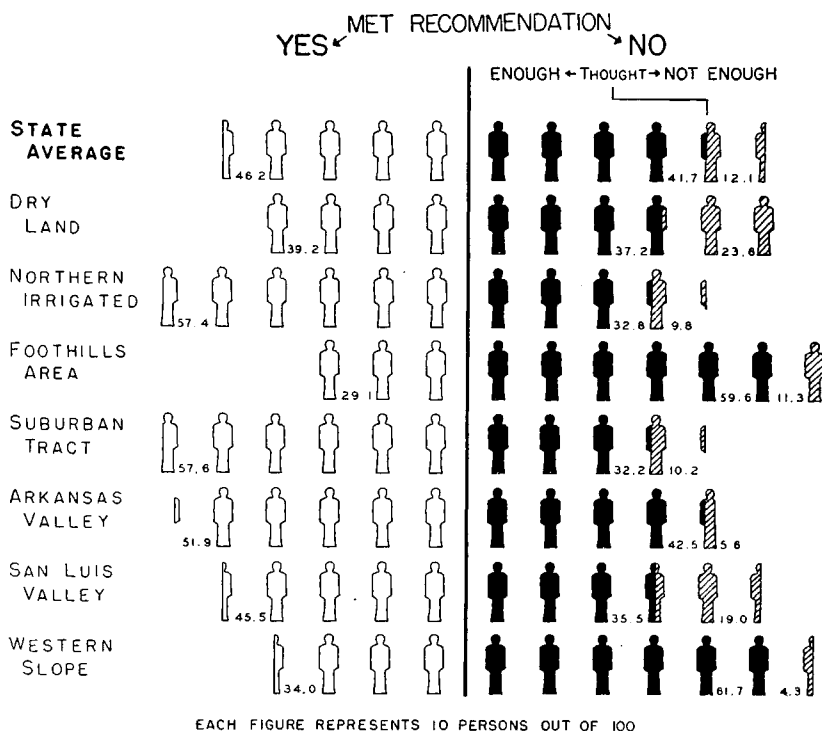 MET RECOMMENDATION
YES NO
ENOUGH ← THOUGHT → NOT ENOUGH
STATE AVERAGE
46.2 41.7 12.1
DRY LAND
39.2 37.2 23.6
NORTHERN IRRIGATED
57.4 32.8 9.8
FOOTHILLS AREA
29.1 59.6 11.3
SUBURBAN TRACT
57.6 32.2 10.2
ARKANSAS VALLEY
51.9 42.5 5.6
SAN LUIS VALLEY
45.5 35.5 19.0
WESTERN SLOPE
34.0 61.7 4.3
EACH FIGURE REPRESENTS 10 PERSONS OUT OF 100